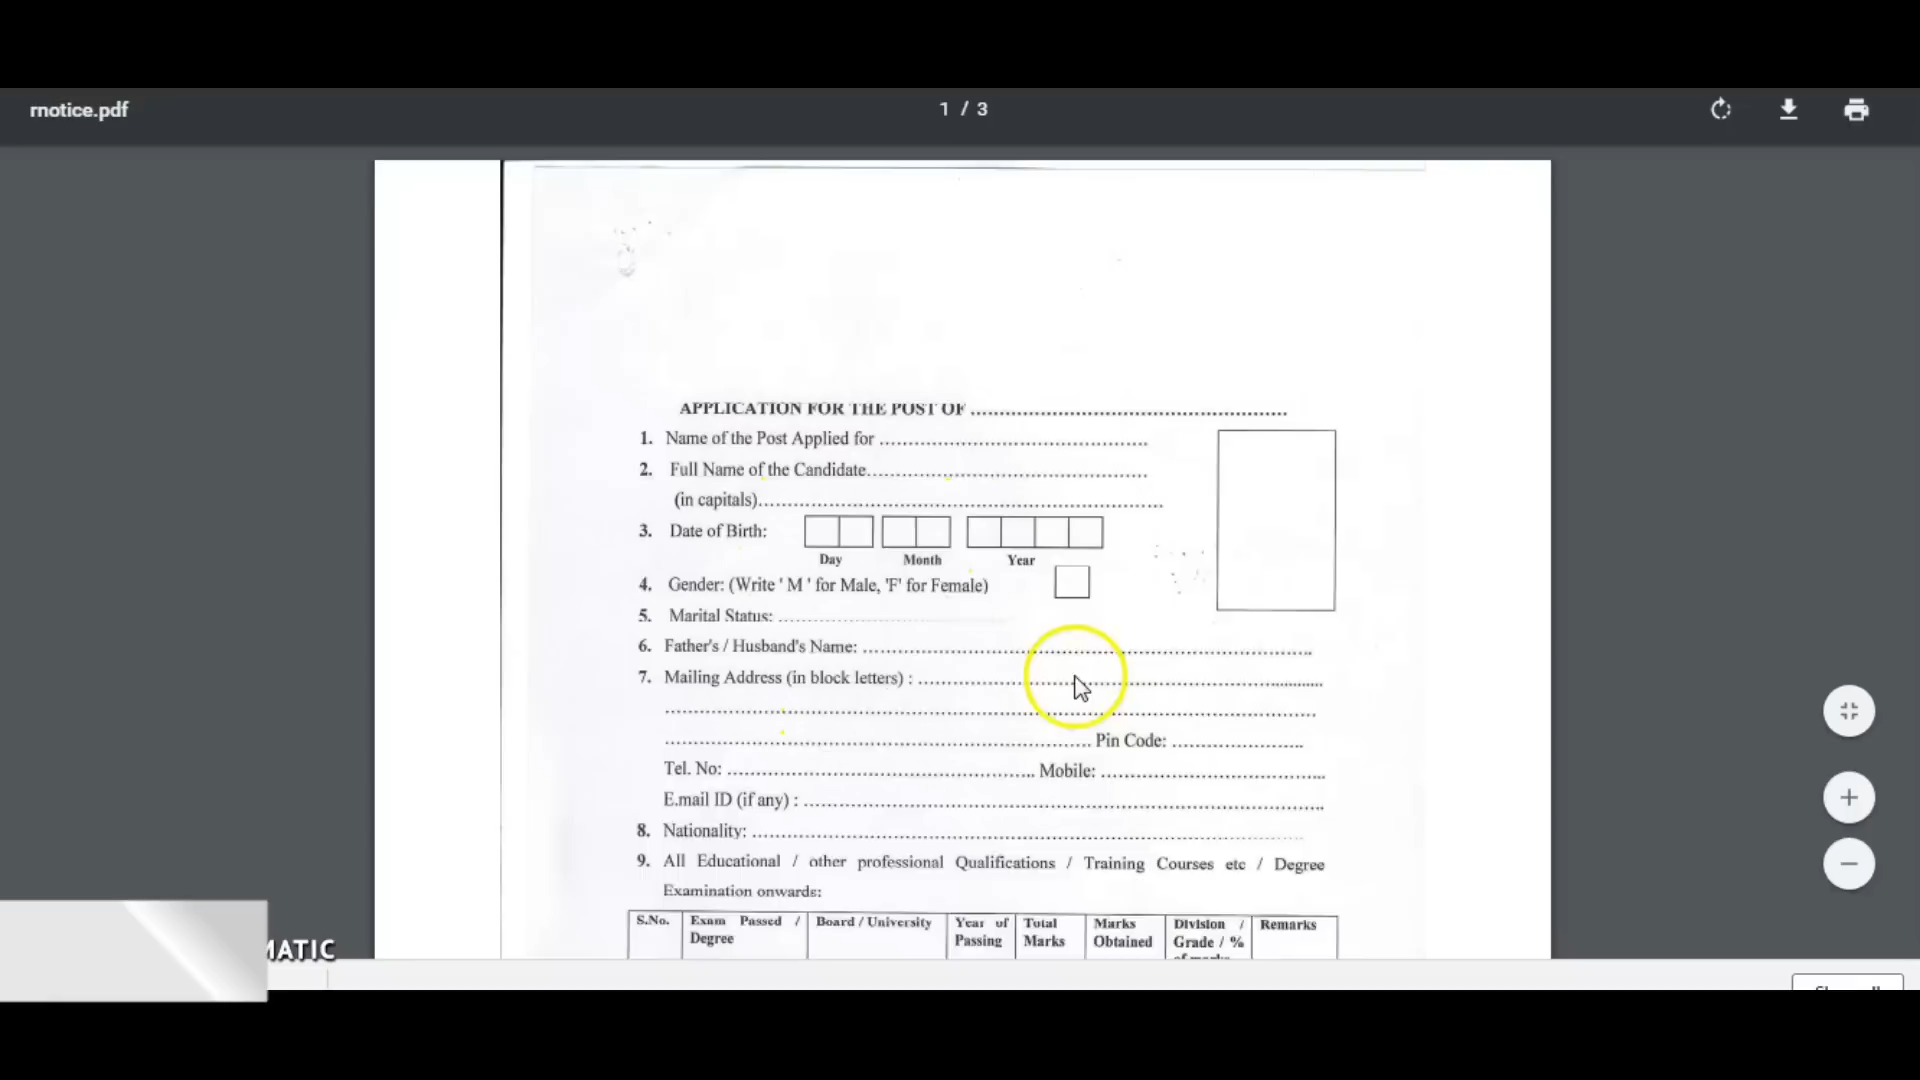 rnotice.pdf
1 / 3
APPLICATION FOR THE POST OF ........................................................
1. Name of the Post Applied for ................................................
2. Full Name of the Candidate..................................................
(in capitals)........................................................................
3. Date of Birth:
Day Month Year
4. Gender: (Write ' M ' for Male, 'F' for Female)
5. Marital Status: ..........................................
6. Father's / Husband's Name: ................................................................................
7. Mailing Address (in block letters) : ........................................................................
..................................................................................................................
.......................................................................... Pin Code: .......................
Tel. No: ..................................................... Mobile: .......................................
E.mail ID (if any) : ..........................................................................................
8. Nationality: ...............................................................................................
9. All Educational / other professional Qualifications / Training Courses etc / Degree
Examination onwards:
S.No. Exam Passed / Degree Board / University Year of Passing Total Marks Marks Obtained Division / Grade / % Remarks
MATIC